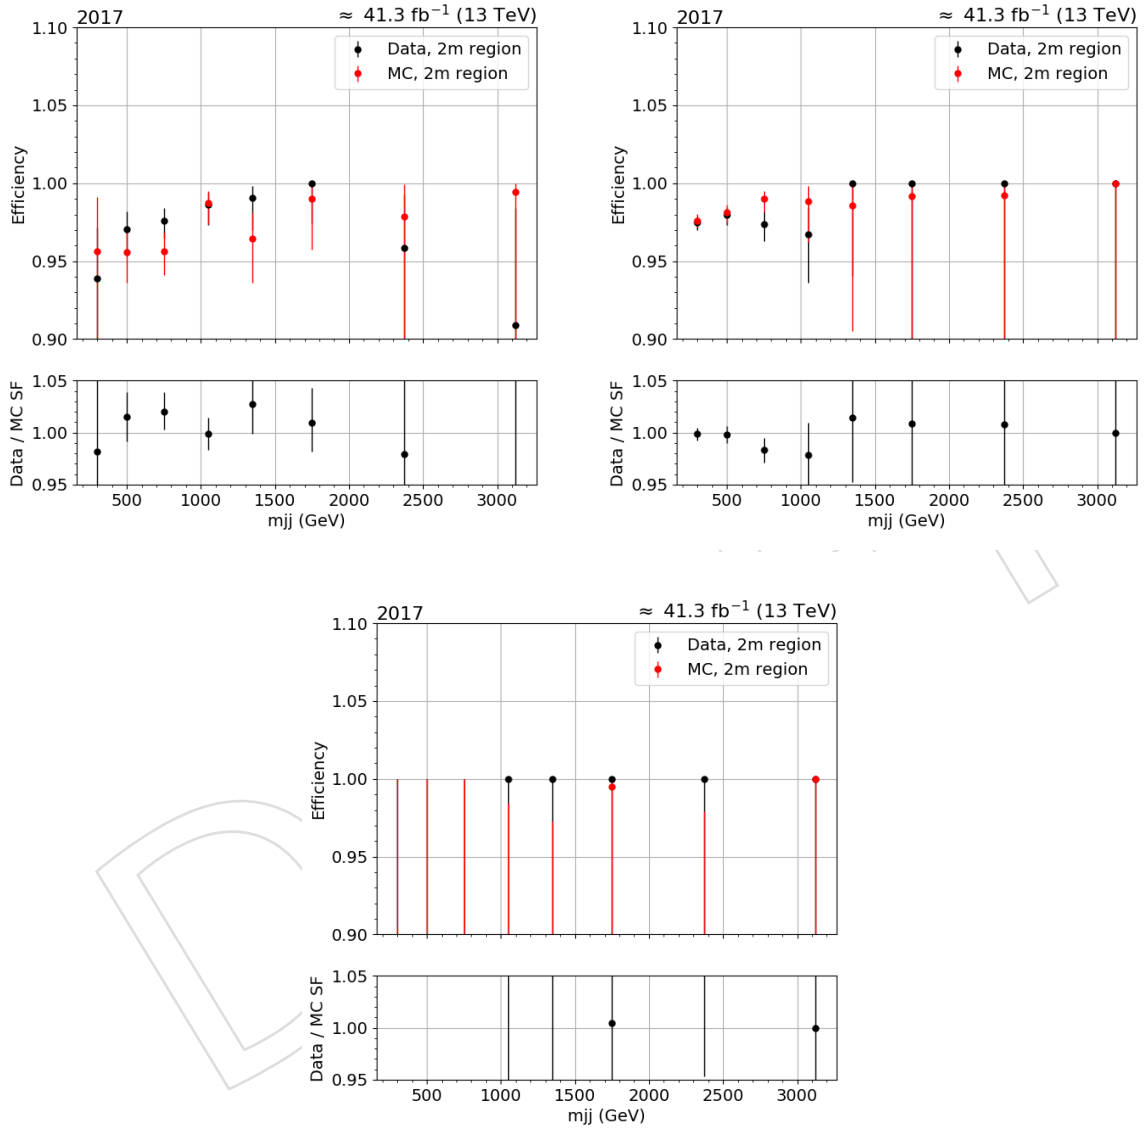 2017 ≈ 41.3 fb⁻¹ (13 TeV)
Data, 2m region
MC, 2m region
Efficiency
1.10
1.05
1.00
0.95
0.90
Data / MC SF
1.05
1.00
0.95
500 1000 1500 2000 2500 3000
mjj (GeV)
2017 ≈ 41.3 fb⁻¹ (13 TeV)
Data, 2m region
MC, 2m region
Efficiency
1.10
1.05
1.00
0.95
0.90
Data / MC SF
1.05
1.00
0.95
500 1000 1500 2000 2500 3000
mjj (GeV)
2017 ≈ 41.3 fb⁻¹ (13 TeV)
Data, 2m region
MC, 2m region
Efficiency
1.10
1.05
1.00
0.95
0.90
Data / MC SF
1.05
1.00
0.95
500 1000 1500 2000 2500 3000
mjj (GeV)